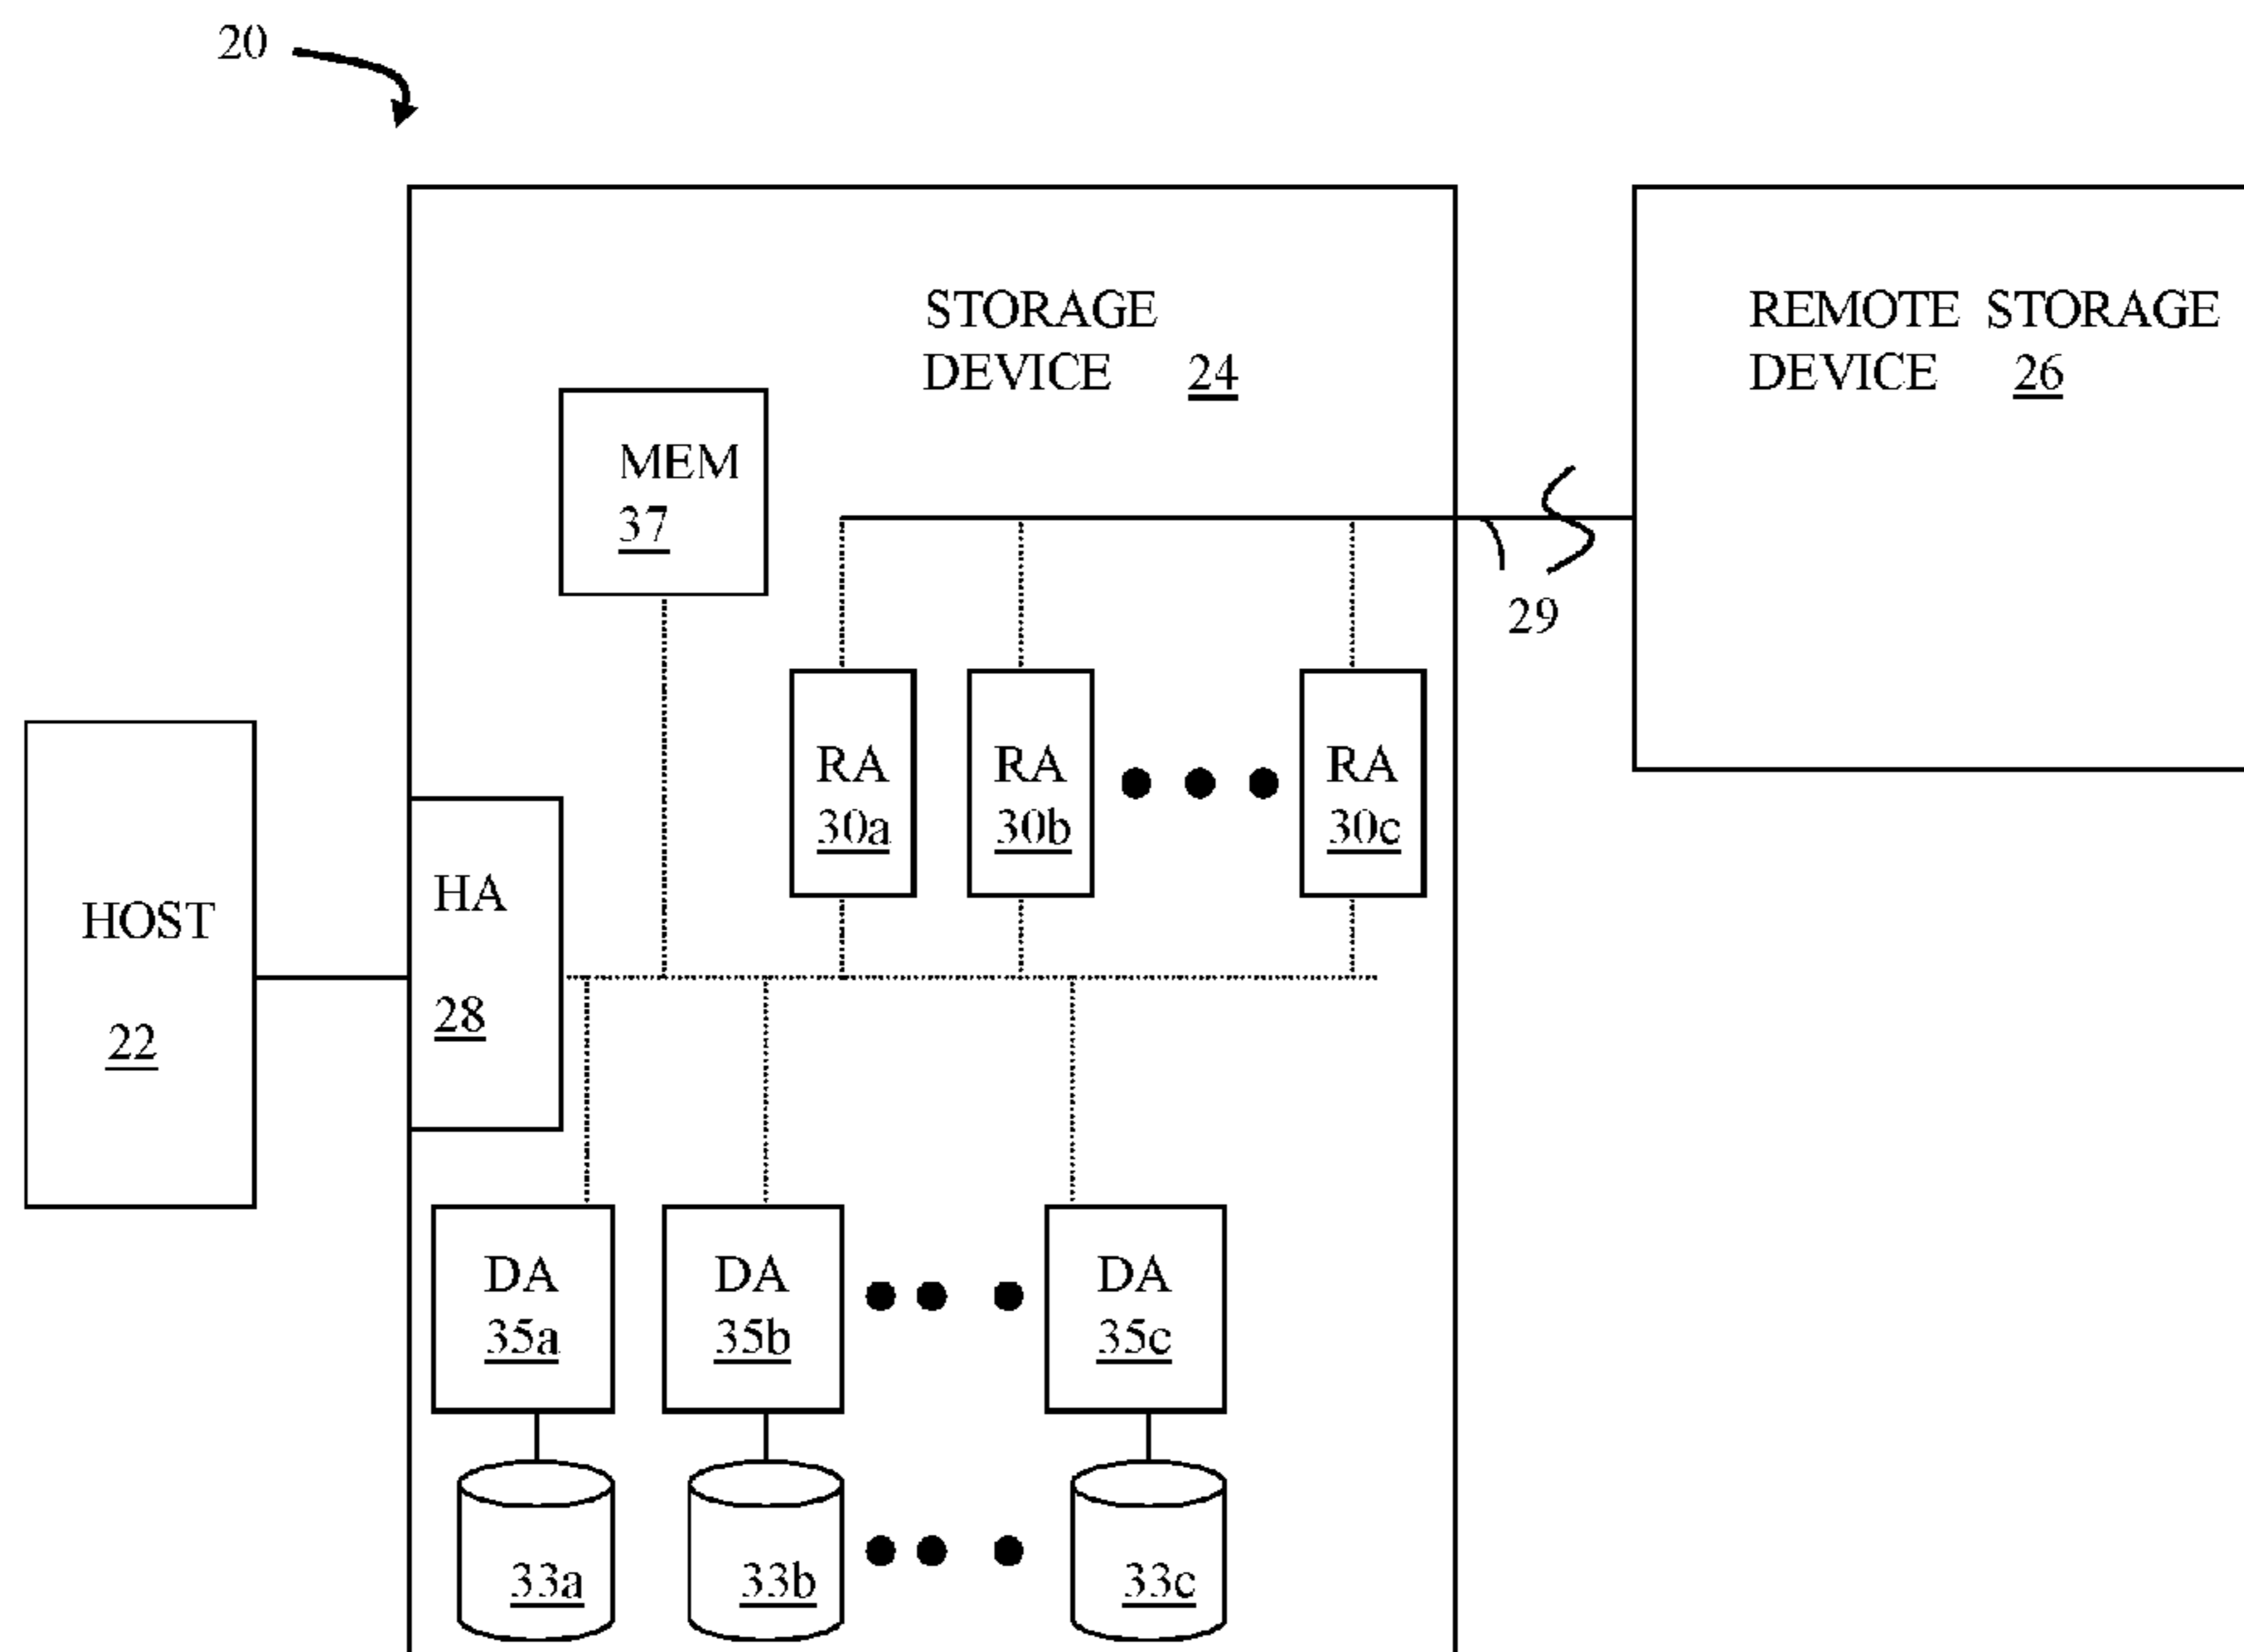 20
STORAGE
DEVICE 24
REMOTE STORAGE
DEVICE 26
MEM
37
29
RA
30a
RA
30b
RA
30c
HOST
22
HA
28
DA
35a
DA
35b
DA
35c
33a
33b
33c